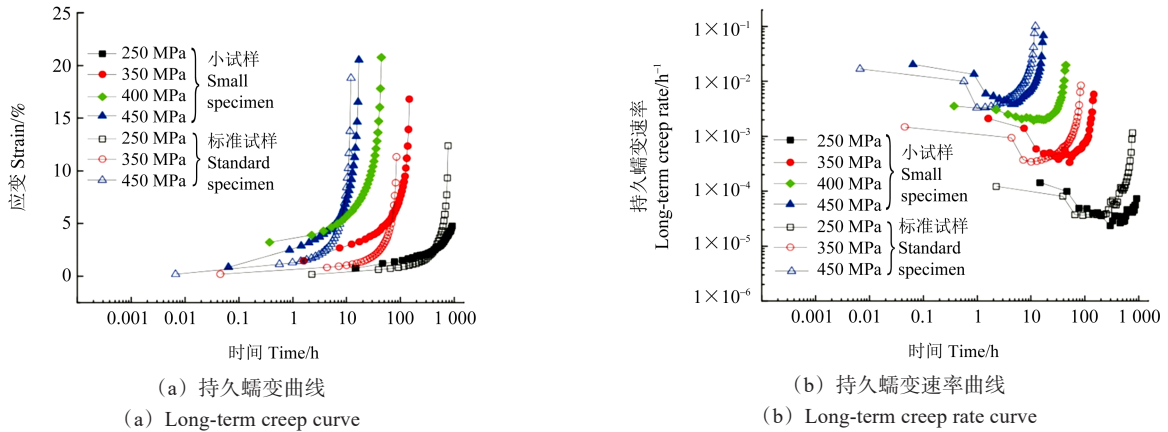 25
20
15
10
5
0
应变 Strain/%
250 MPa
350 MPa
400 MPa
450 MPa
小试样
Small
specimen
250 MPa
350 MPa
450 MPa
标准试样
Standard
specimen
0.001 0.01 0.1 1 10 100 1 000
时间 Time/h
(a) 持久蠕变曲线
(a) Long-term creep curve
1×10⁻¹
1×10⁻²
1×10⁻³
1×10⁻⁴
1×10⁻⁵
1×10⁻⁶
持久蠕变速率
Long-term creep rate/h⁻¹
250 MPa
350 MPa
400 MPa
450 MPa
小试样
Small
specimen
250 MPa
350 MPa
450 MPa
标准试样
Standard
specimen
0.001 0.01 0.1 1 10 100 1 000
时间 Time/h
(b) 持久蠕变速率曲线
(b) Long-term creep rate curve